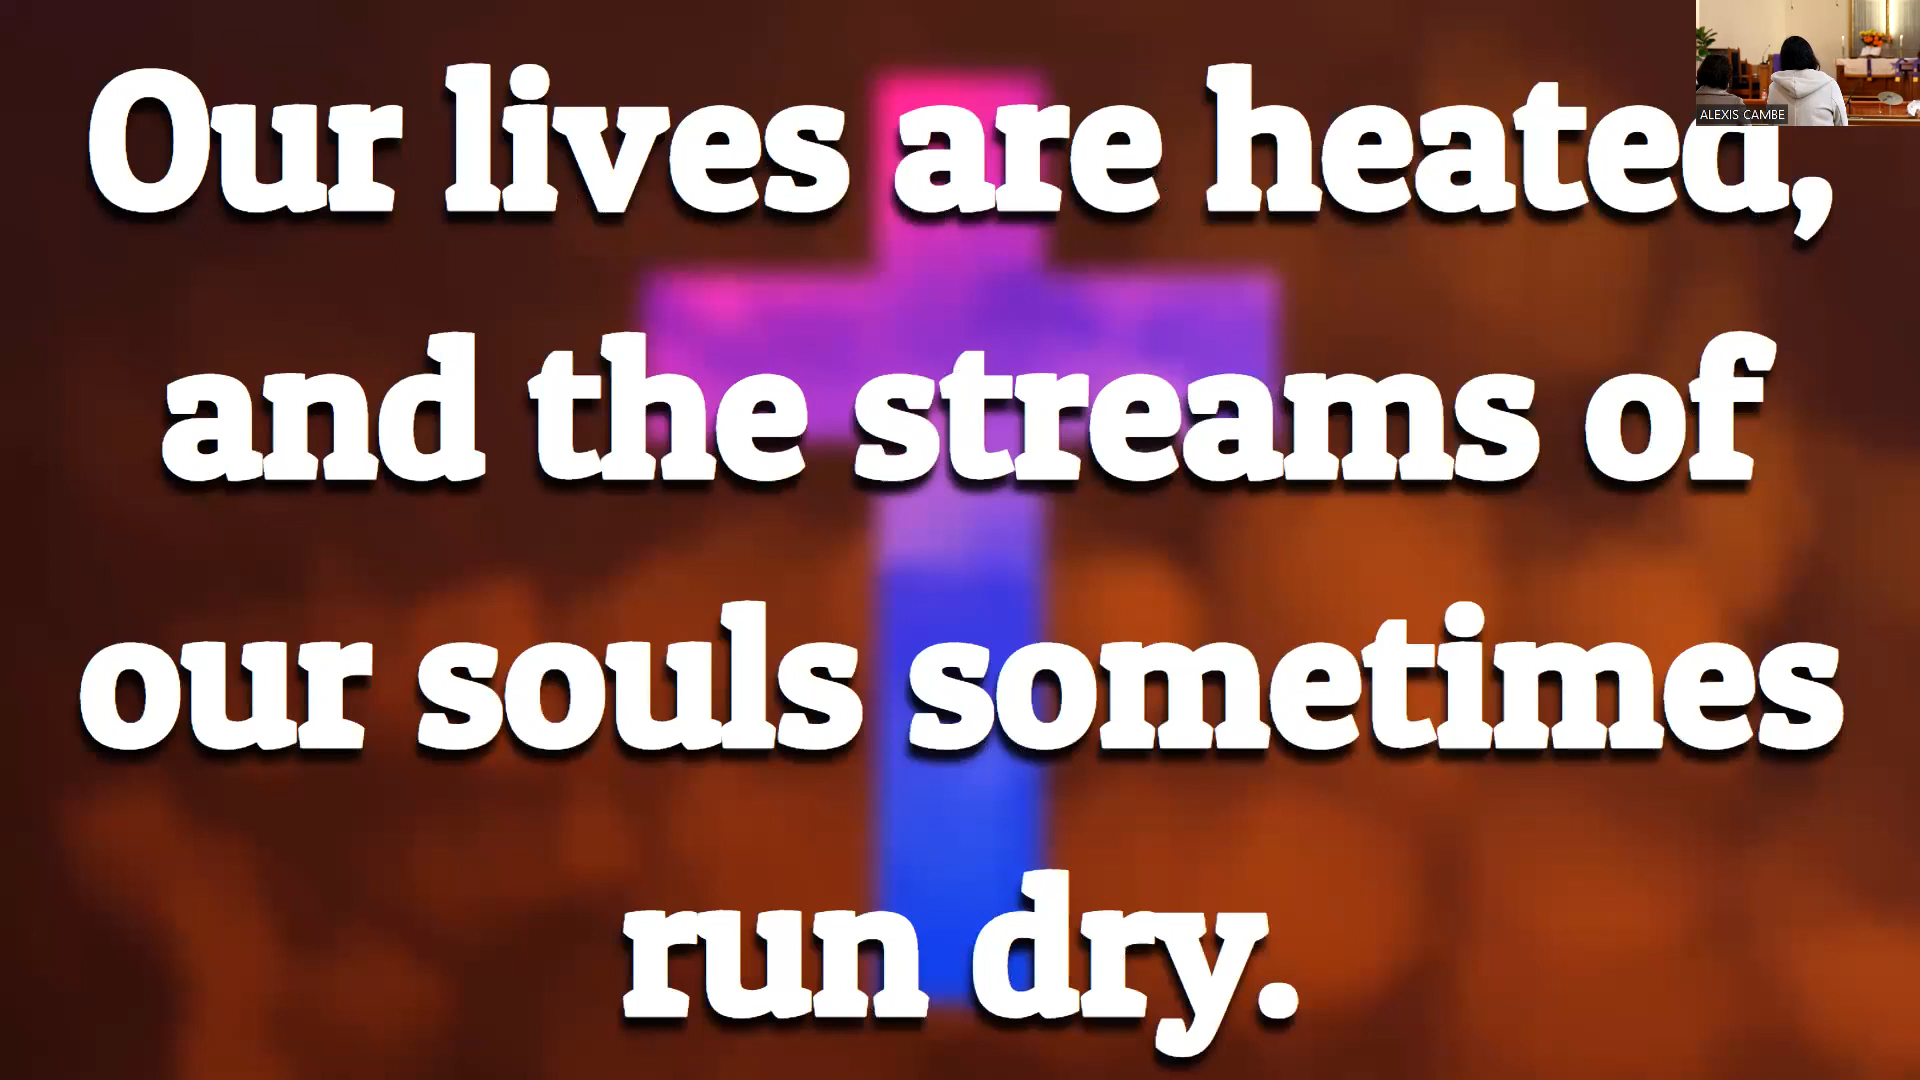 Our lives are heated,
and the streams of
our souls sometimes
run dry.
ALEXIS CAMBE